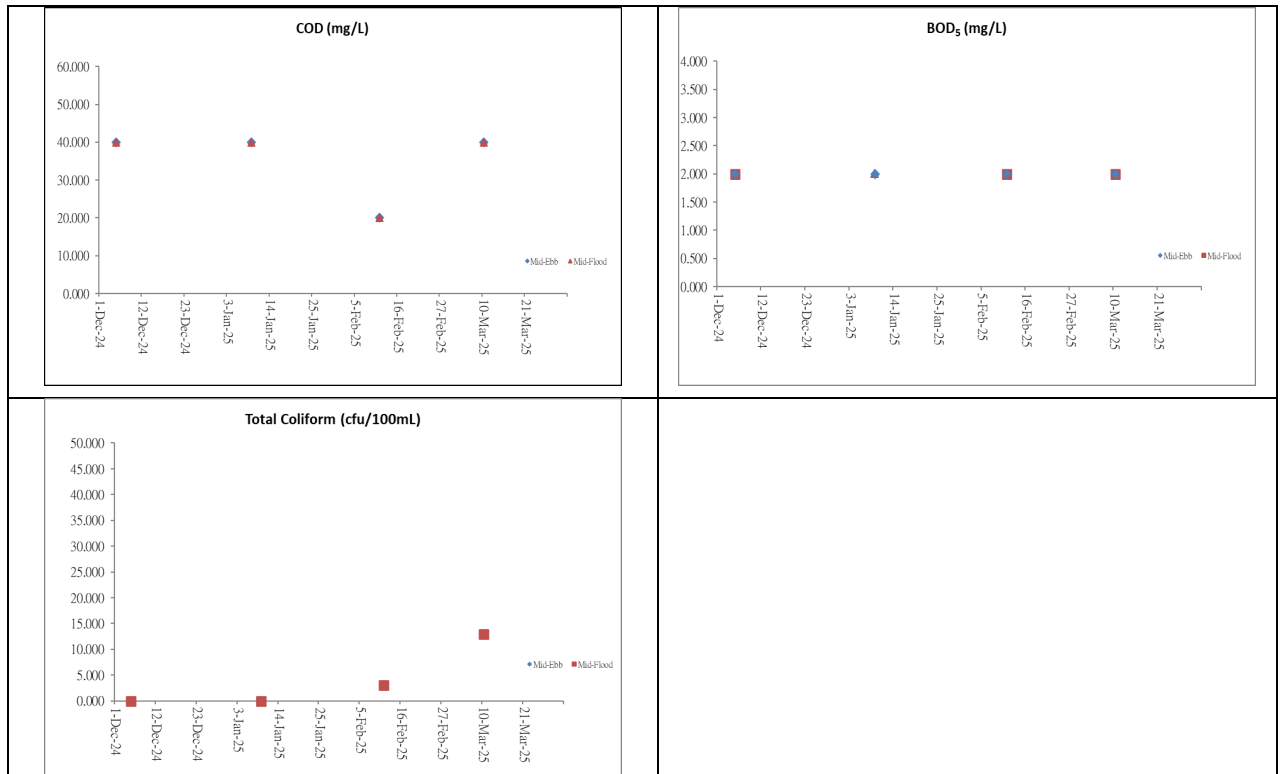 COD (mg/L)
60.000
50.000
40.000
30.000
20.000
10.000
0.000
1-Dec-24
12-Dec-24
23-Dec-24
3-Jan-25
14-Jan-25
25-Jan-25
5-Feb-25
16-Feb-25
27-Feb-25
10-Mar-25
21-Mar-25
Mid-Ebb Mid-Flood
BOD₅ (mg/L)
4.000
3.500
3.000
2.500
2.000
1.500
1.000
0.500
0.000
1-Dec-24
12-Dec-24
23-Dec-24
3-Jan-25
14-Jan-25
25-Jan-25
5-Feb-25
16-Feb-25
27-Feb-25
10-Mar-25
21-Mar-25
Mid-Ebb Mid-Flood
Total Coliform (cfu/100mL)
50.000
45.000
40.000
35.000
30.000
25.000
20.000
15.000
10.000
5.000
0.000
1-Dec-24
12-Dec-24
23-Dec-24
3-Jan-25
14-Jan-25
25-Jan-25
5-Feb-25
16-Feb-25
27-Feb-25
10-Mar-25
21-Mar-25
Mid-Ebb Mid-Flood